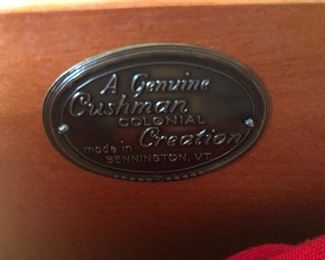 A Genuine
Cushman
COLONIAL
Creation
made in
BENNINGTON, VT.